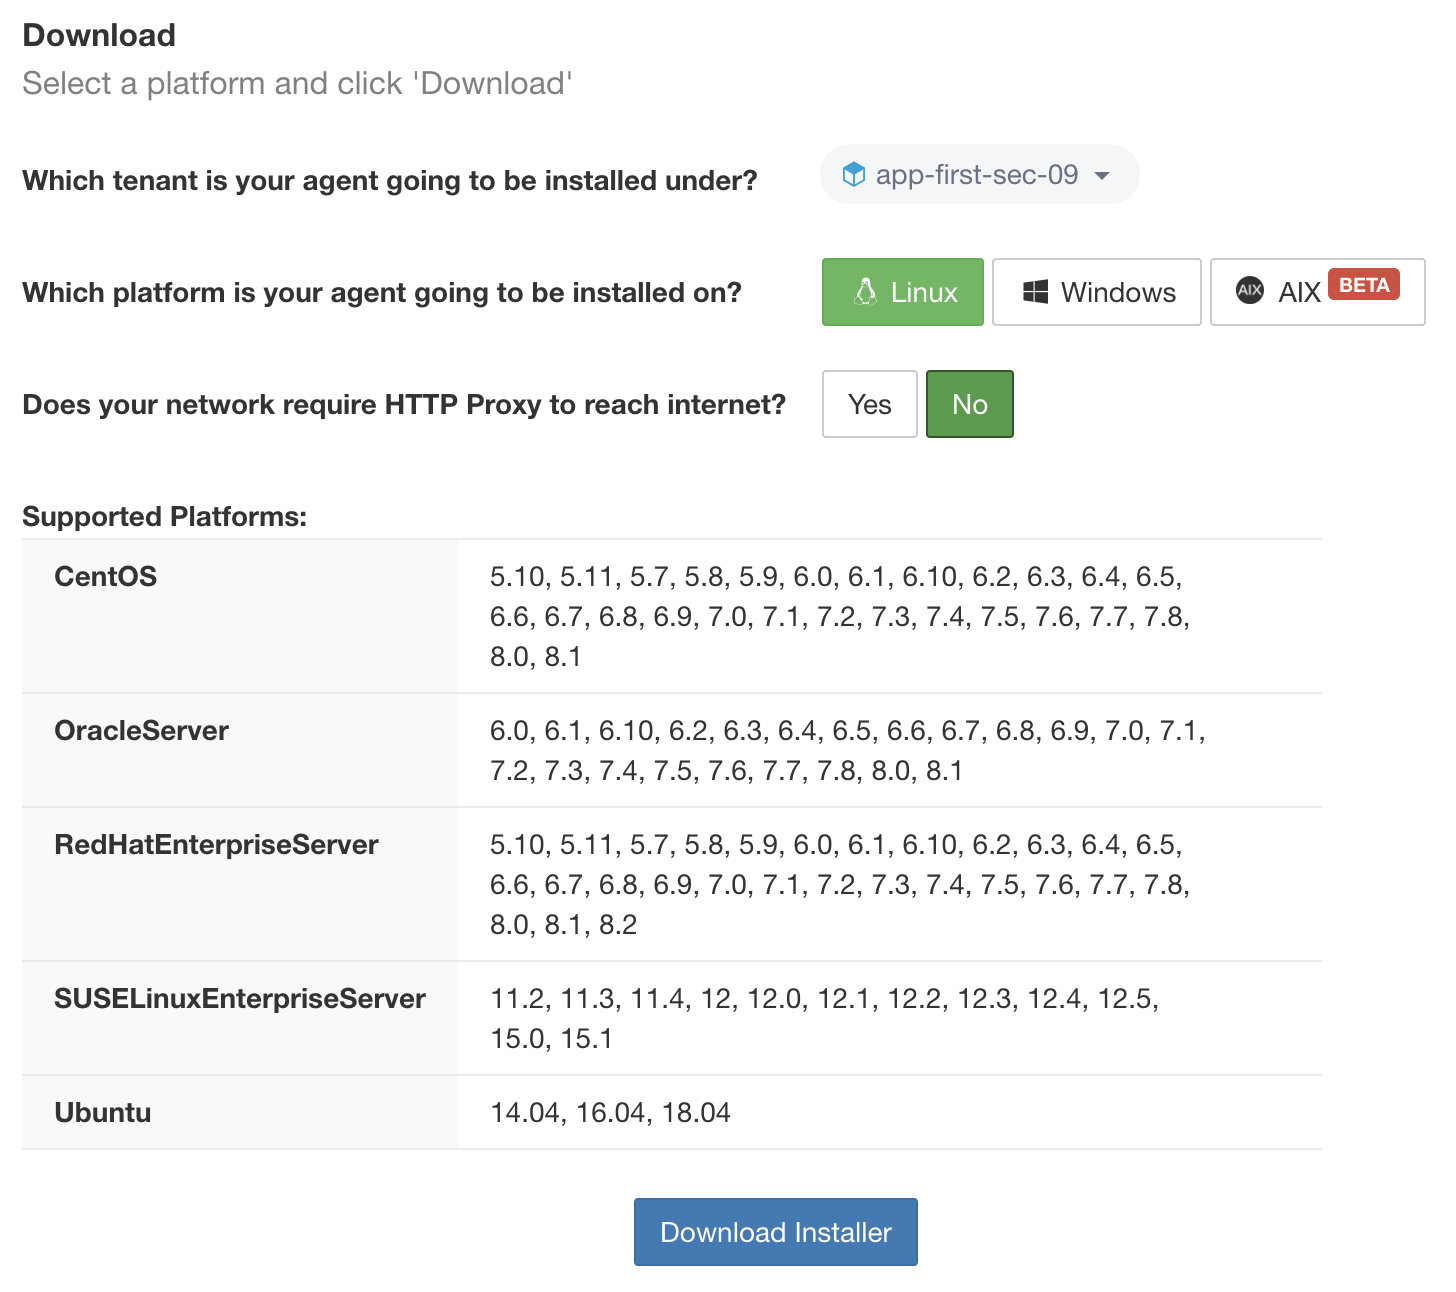 Download
Select a platform and click 'Download'
Which tenant is your agent going to be installed under?
app-first-sec-09
Which platform is your agent going to be installed on?
Linux
Windows
AIX
AIX
BETA
Does your network require HTTP Proxy to reach internet?
Yes
No
Supported Platforms:
CentOS
5.10, 5.11, 5.7, 5.8, 5.9, 6.0, 6.1, 6.10, 6.2, 6.3, 6.4, 6.5,
6.6, 6.7, 6.8, 6.9, 7.0, 7.1, 7.2, 7.3, 7.4, 7.5, 7.6, 7.7, 7.8,
8.0, 8.1
OracleServer
6.0, 6.1, 6.10, 6.2, 6.3, 6.4, 6.5, 6.6, 6.7, 6.8, 6.9, 7.0, 7.1,
7.2, 7.3, 7.4, 7.5, 7.6, 7.7, 7.8, 8.0, 8.1
RedHatEnterpriseServer
5.10, 5.11, 5.7, 5.8, 5.9, 6.0, 6.1, 6.10, 6.2, 6.3, 6.4, 6.5,
6.6, 6.7, 6.8, 6.9, 7.0, 7.1, 7.2, 7.3, 7.4, 7.5, 7.6, 7.7, 7.8,
8.0, 8.1, 8.2
SUSELinuxEnterpriseServer
11.2, 11.3, 11.4, 12, 12.0, 12.1, 12.2, 12.3, 12.4, 12.5,
15.0, 15.1
Ubuntu
14.04, 16.04, 18.04
Download Installer